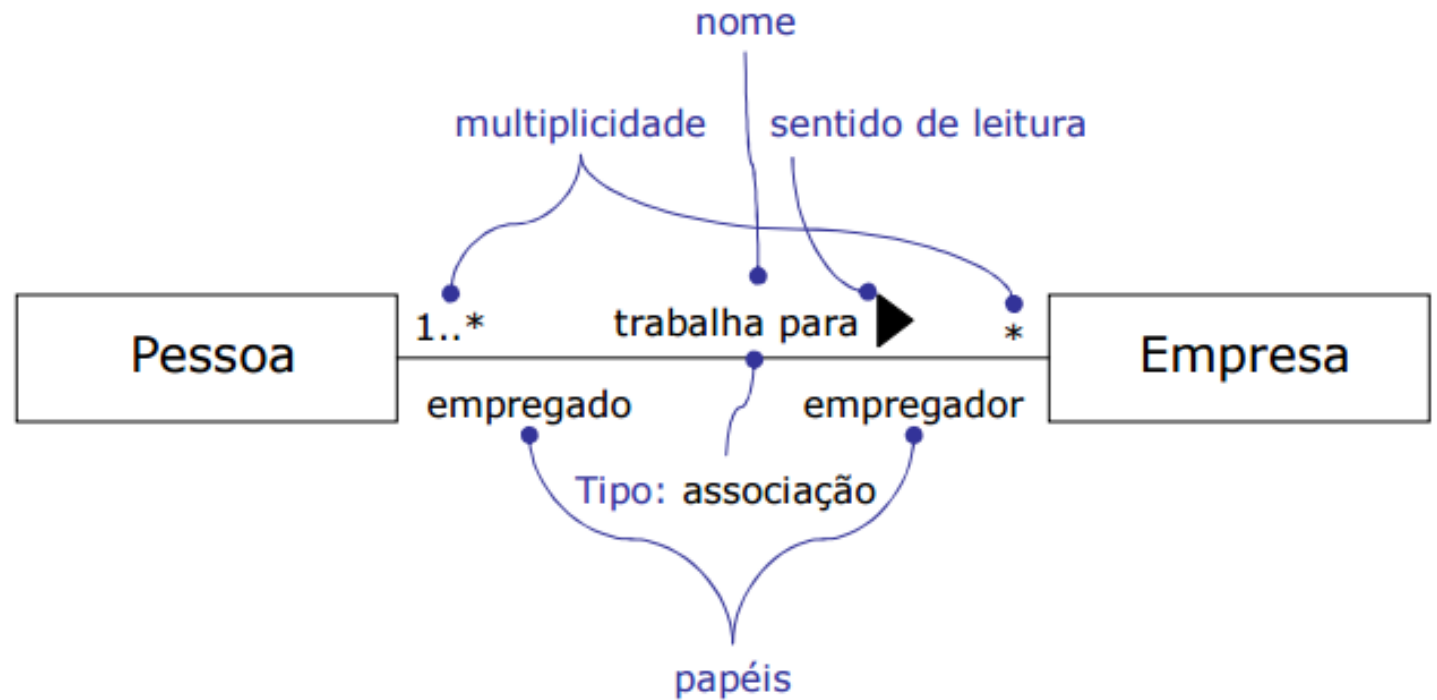 nome
multiplicidade
sentido de leitura
Pessoa
1..*
trabalha para
*
Empresa
empregado
empregador
Tipo: associação
papéis